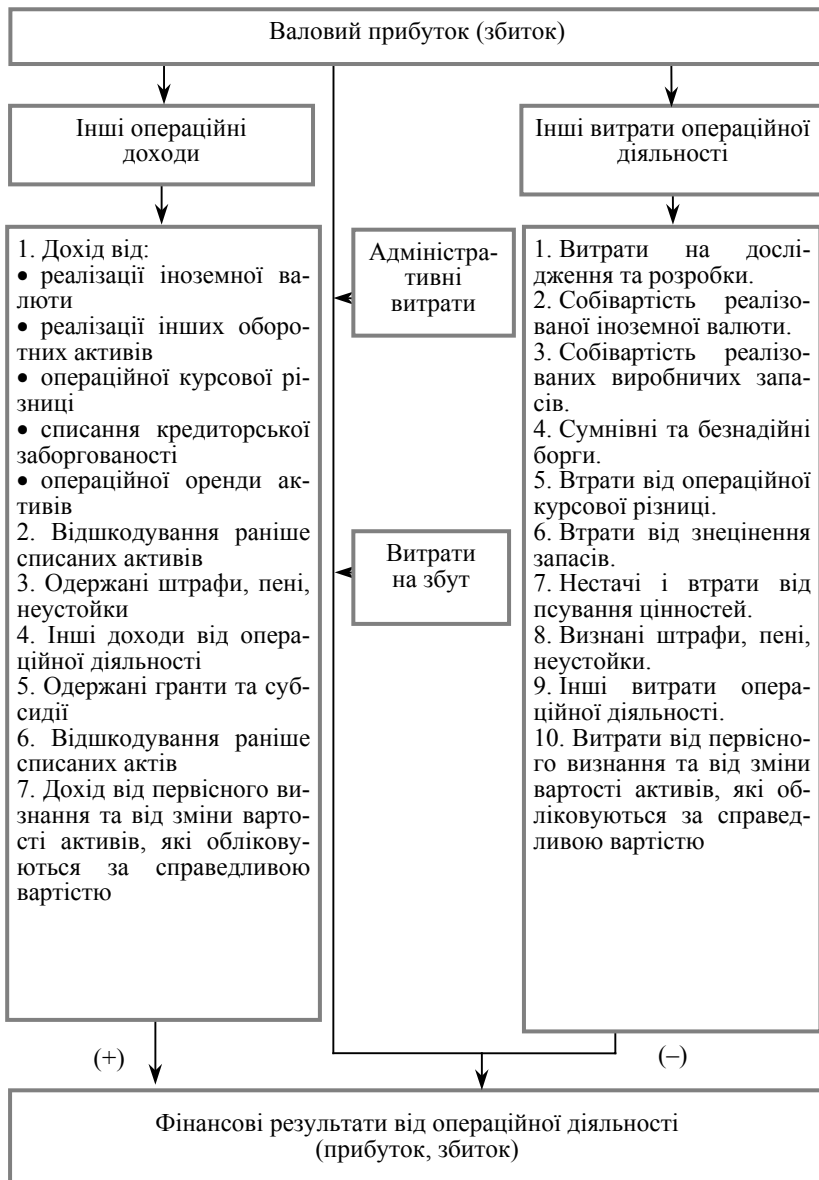 Валовий прибуток (збиток)
Інші операційні
доходи
Інші витрати операційної
діяльності
1. Дохід від:
• реалізації іноземної ва-
люти
• реалізації інших оборо-
тних активів
• операційної курсової рі-
зниці
• списання кредиторської
заборгованості
• операційної оренди ак-
тивів
2. Відшкодування раніше
списаних активів
3. Одержані штрафи, пені,
неустойки
4. Інші доходи від опера-
ційної діяльності
5. Одержані гранти та суб-
сидії
6. Відшкодування раніше
списаних актів
7. Дохід від первісного ви-
знання та від зміни варто-
сті активів, які облікову-
ються за справедливою
вартістю
Адміністра-
тивні
витрати
Витрати
на збут
1. Витрати на дослі-
дження та розробки.
2. Собівартість реалізо-
ваної іноземної валюти.
3. Собівартість реалізо-
ваних виробничих запа-
сів.
4. Сумнівні та безнадійні
борги.
5. Втрати від операційної
курсової різниці.
6. Втрати від знецінення
запасів.
7. Нестачі і втрати від
псування цінностей.
8. Визнані штрафи, пені,
неустойки.
9. Інші витрати опера-
ційної діяльності.
10. Витрати від первісно-
го визнання та від зміни
вартості активів, які об-
ліковуються за справед-
ливою вартістю
(+)
(–)
Фінансові результати від операційної діяльності
(прибуток, збиток)